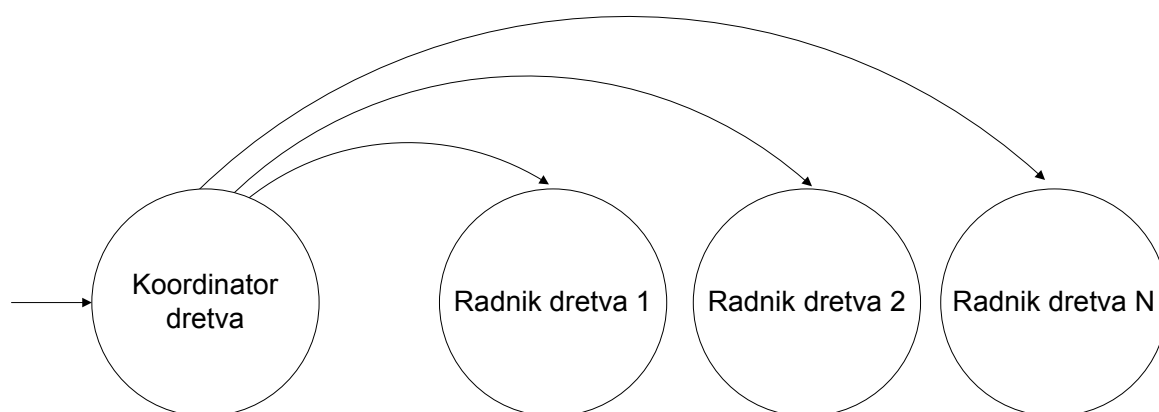 Koordinator
dretva
Radnik dretva 1
Radnik dretva 2
Radnik dretva N